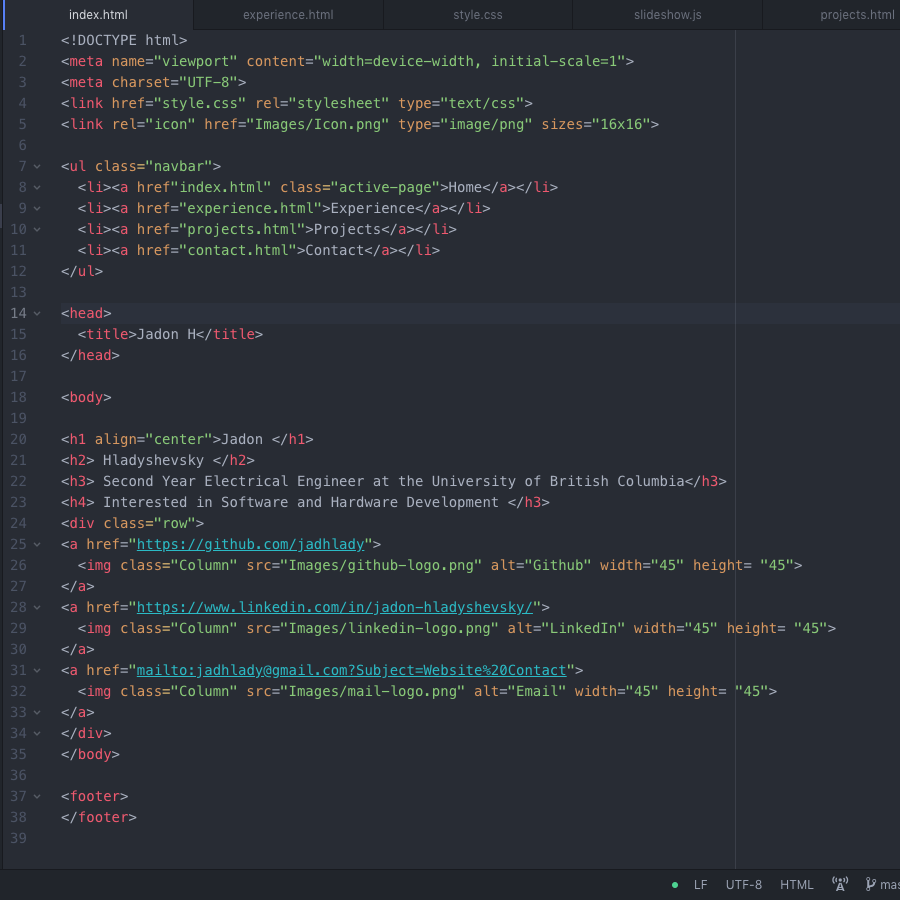 index.html experience.html style.css slideshow.js projects.html
1 <!DOCTYPE html>
2 <meta name="viewport" content="width=device-width, initial-scale=1">
3 <meta charset="UTF-8">
4 <link href="style.css" rel="stylesheet" type="text/css">
5 <link rel="icon" href="Images/Icon.png" type="image/png" sizes="16x16">
6
7 <ul class="navbar">
8   <li><a href"index.html" class="active-page">Home</a></li>
9   <li><a href="experience.html">Experience</a></li>
10   <li><a href="projects.html">Projects</a></li>
11   <li><a href="contact.html">Contact</a></li>
12 </ul>
13
14 <head>
15   <title>Jadon H</title>
16 </head>
17
18 <body>
19
20 <h1 align="center">Jadon </h1>
21 <h2> Hladyshevsky </h2>
22 <h3> Second Year Electrical Engineer at the University of British Columbia</h3>
23 <h4> Interested in Software and Hardware Development </h3>
24 <div class="row">
25 <a href="https://github.com/jadhlady">
26   <img class="Column" src="Images/github-logo.png" alt="Github" width="45" height= "45">
27 </a>
28 <a href="https://www.linkedin.com/in/jadon-hladyshevsky/">
29   <img class="Column" src="Images/linkedin-logo.png" alt="LinkedIn" width="45" height= "45">
30 </a>
31 <a href="mailto:jadhlady@gmail.com?Subject=Website%20Contact">
32   <img class="Column" src="Images/mail-logo.png" alt="Email" width="45" height= "45">
33 </a>
34 </div>
35 </body>
36
37 <footer>
38 </footer>
39
LF UTF-8 HTML mas